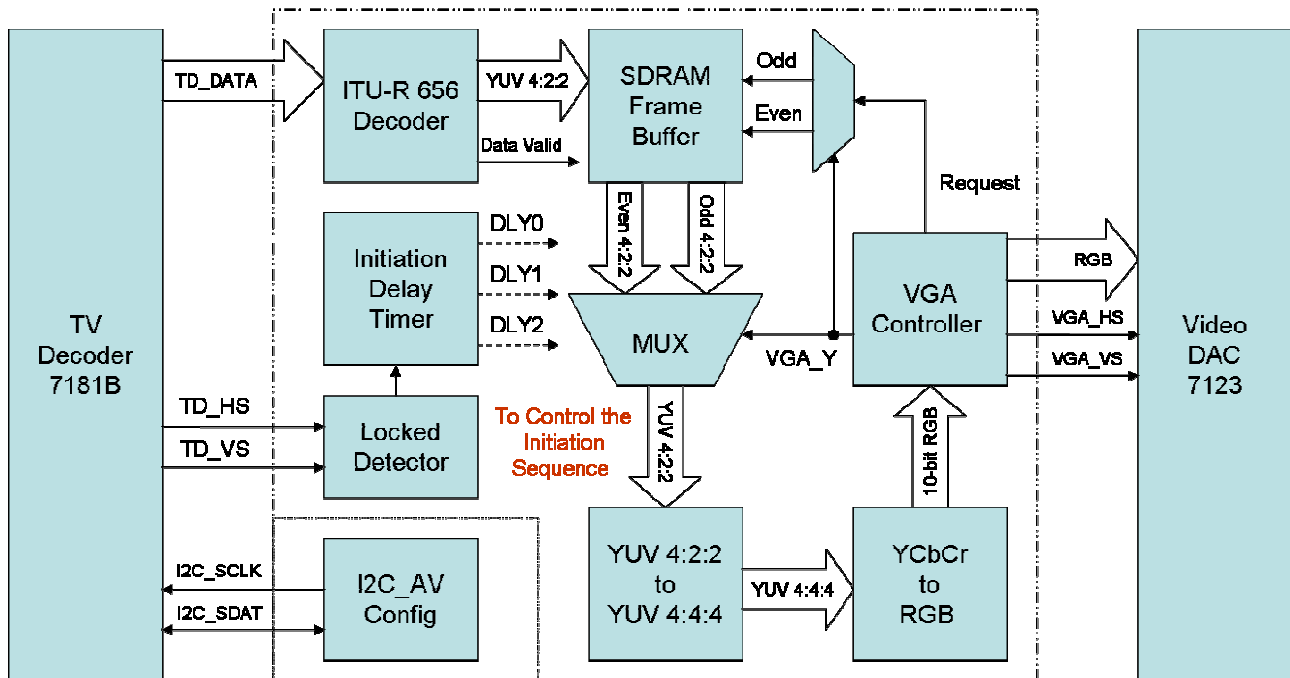 TV
Decoder
7181B
TD_DATA
TD_HS
TD_VS
I2C_SCLK
I2C_SDAT
ITU-R 656
Decoder
YUV 4:2:2
Data Valid
Initiation
Delay
Timer
DLY0
DLY1
DLY2
Locked
Detector
I2C_AV
Config
To Control the
Initiation
Sequence
SDRAM
Frame
Buffer
Odd
Even
Even 4:2:2
Odd 4:2:2
MUX
YUV 4:2:2
VGA_Y
Request
VGA
Controller
YUV 4:2:2
to
YUV 4:4:4
YUV 4:4:4
YCbCr
to
RGB
10-bit RGB
RGB
VGA_HS
VGA_VS
Video
DAC
7123